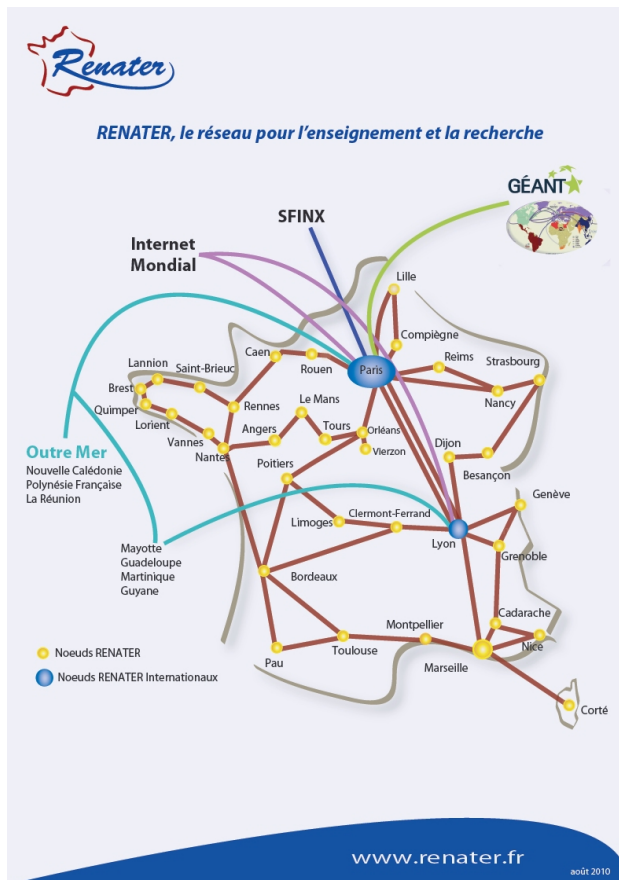 Renater
RENATER, le réseau pour l'enseignement et la recherche
GÉANT
SFINX
Internet
Mondial
Lille
Compiègne
Caen
Rouen
Paris
Reims
Strasbourg
Lannion
Saint-Brieuc
Brest
Rennes
Le Mans
Nancy
Quimper
Lorient
Angers
Tours
Orléans
Vannes
Nantes
Vierzon
Dijon
Besançon
Outre Mer
Nouvelle Calédonie
Polynésie Française
La Réunion
Poitiers
Genève
Limoges
Clermont-Ferrand
Lyon
Grenoble
Mayotte
Guadeloupe
Martinique
Guyane
Bordeaux
Cadarache
Montpellier
Nice
Noeuds RENATER
Toulouse
Pau
Marseille
Noeuds RENATER Internationaux
Corté
www.renater.fr
août 2010